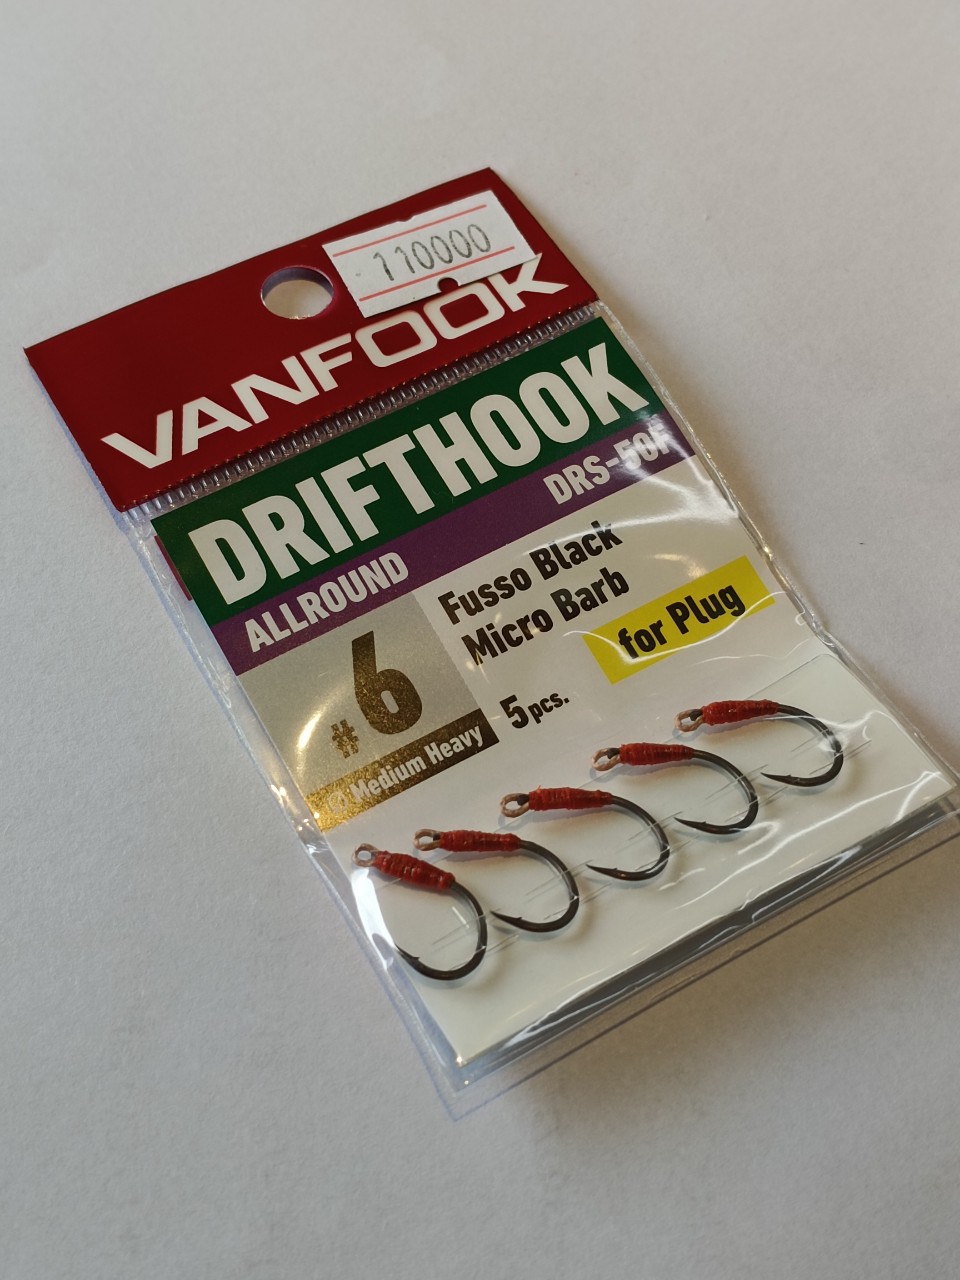 110000
VANFOOK
DRIFTHOOK
ALLROUND DRS-50F
Fusso Black
Micro Barb
for Plug
#6
Medium Heavy
5pcs.